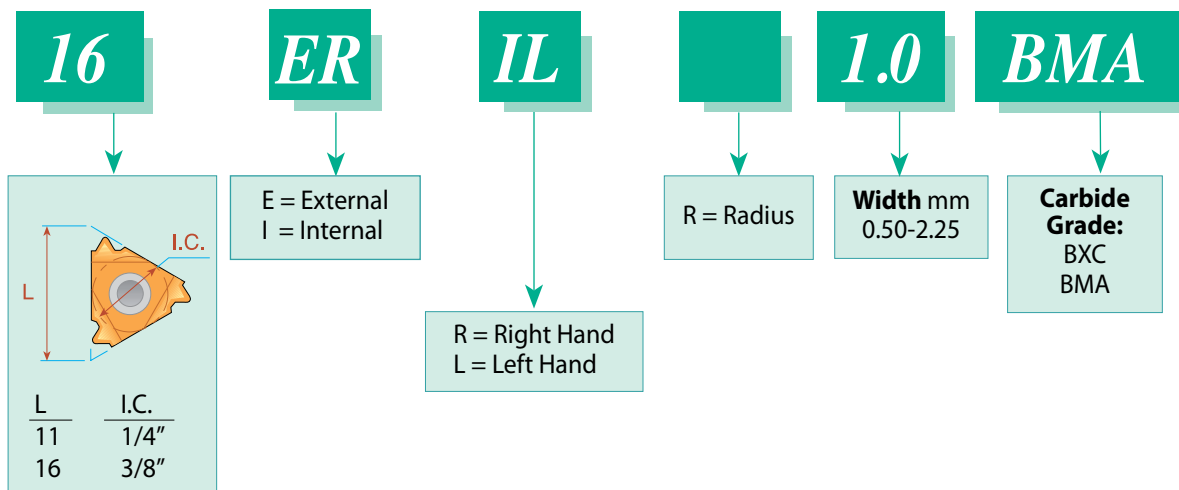 16 ER IL 1.0 BMA
I.C.
L
L I.C.
11 1/4”
16 3/8”
E = External
I = Internal
R = Right Hand
L = Left Hand
R = Radius
Width mm
0.50-2.25
Carbide
Grade:
BXC
BMA